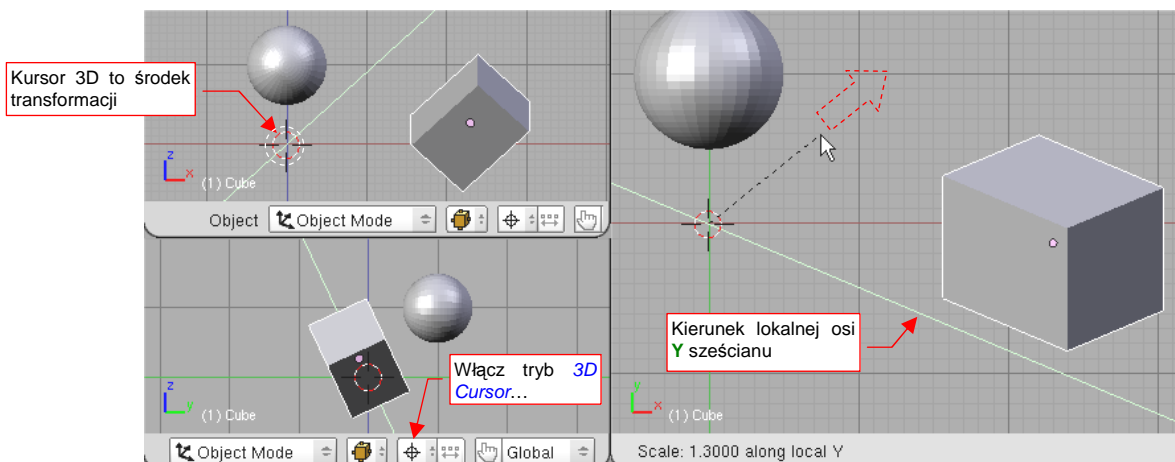 Kursor 3D to środek
transformacji
z
x
(1) Cube
Object
Object Mode
z
y
(1) Cube
Włącz tryb 3D
Cursor…
Object Mode
Global
Kierunek lokalnej osi
Y sześcianu
y
x
(1) Cube
Scale: 1.3000 along local Y